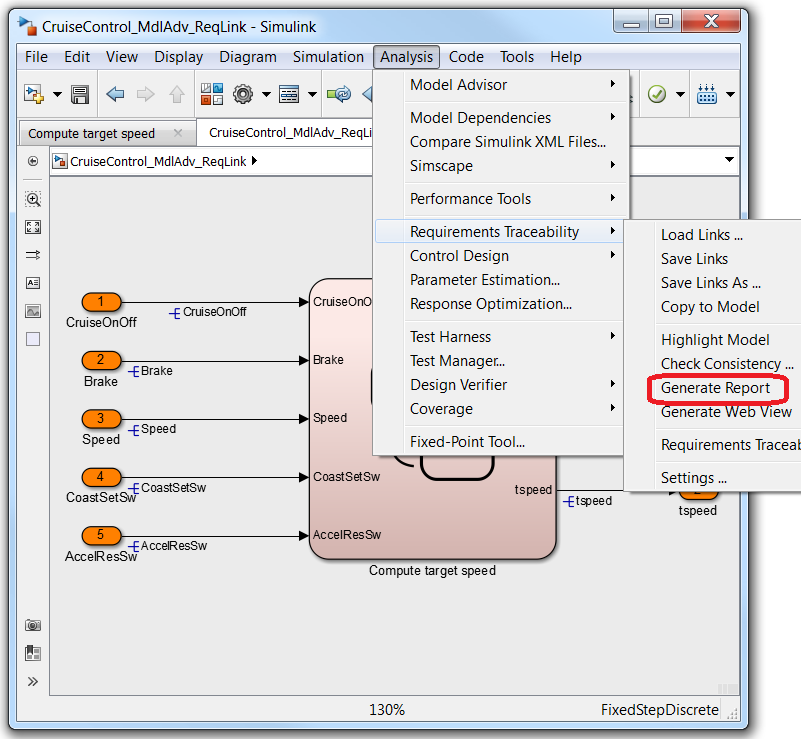 CruiseControl_MdlAdv_ReqLink - Simulink
File Edit View Display Diagram Simulation Analysis Code Tools Help
Compute target speed
CruiseControl_MdlAdv_ReqLi
CruiseControl_MdlAdv_ReqLink
Model Advisor
Model Dependencies
Compare Simulink XML Files...
Simscape
Performance Tools
Requirements Traceability
Control Design
Parameter Estimation...
Response Optimization...
Test Harness
Test Manager...
Design Verifier
Coverage
Fixed-Point Tool...
Load Links ...
Save Links
Save Links As ...
Copy to Model
Highlight Model
Check Consistency ...
Generate Report
Generate Web View
Requirements Traceab
Settings ...
1
CruiseOnOff
CruiseOnOff
CruiseOnO
2
Brake
Brake
Brake
3
Speed
Speed
Speed
4
CoastSetSw
CoastSetSw
CoastSetSw
5
AccelResSw
AccelResSw
AccelResSw
tspeed
tspeed
tspeed
Compute target speed
130%
FixedStepDiscrete